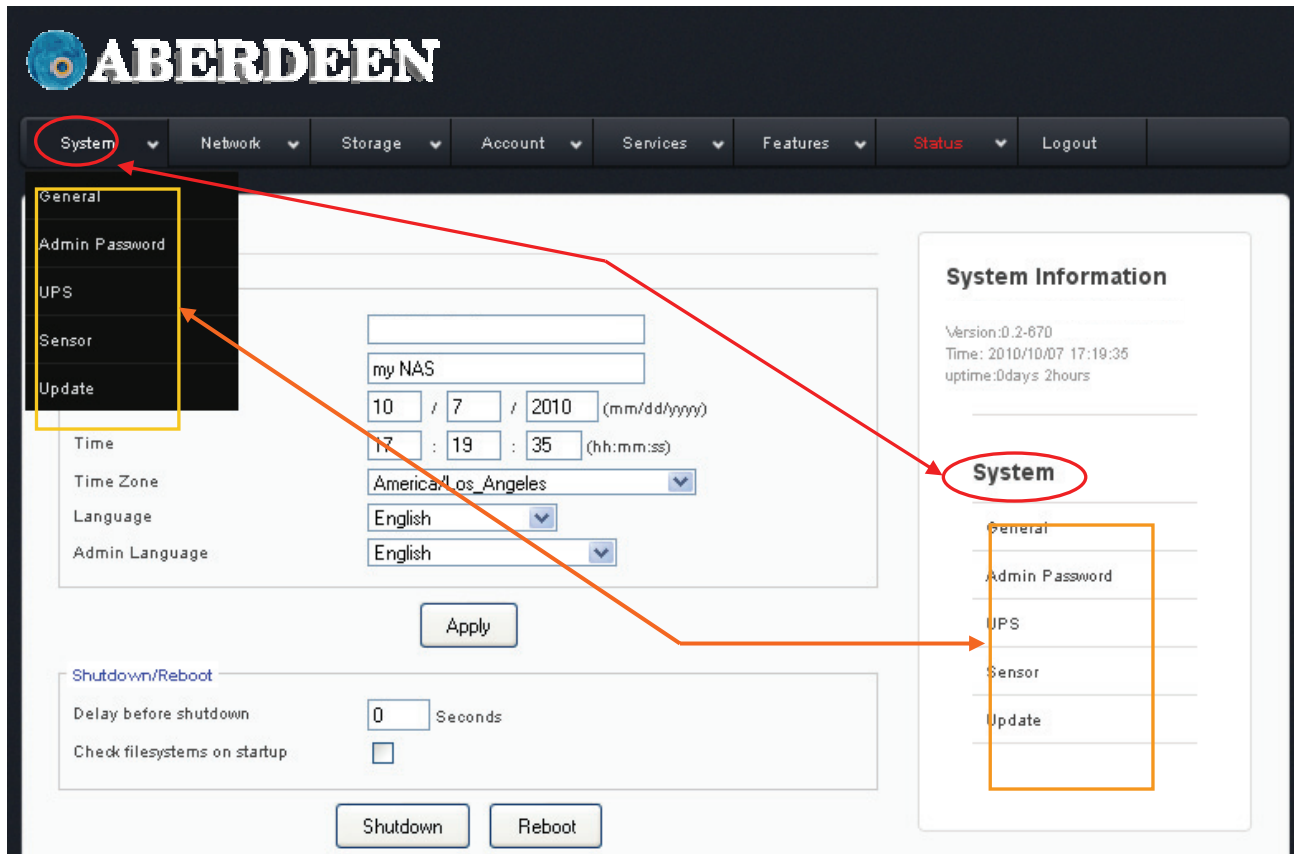 ABERDEEN
System Network Storage Account Services Features Status Logout
General
Admin Password
UPS
Sensor
Update
my NAS
10 / 7 / 2010 (mm/dd/yyyy)
Time 17 : 19 : 35 (hh:mm:ss)
Time Zone America/Los_Angeles
Language English
Admin Language English
Apply
Shutdown/Reboot
Delay before shutdown 0 Seconds
Check filesystems on startup
Shutdown Reboot
System Information
Version:0.2-670
Time: 2010/10/07 17:19:35
uptime:0days 2hours
System
General
Admin Password
UPS
Sensor
Update